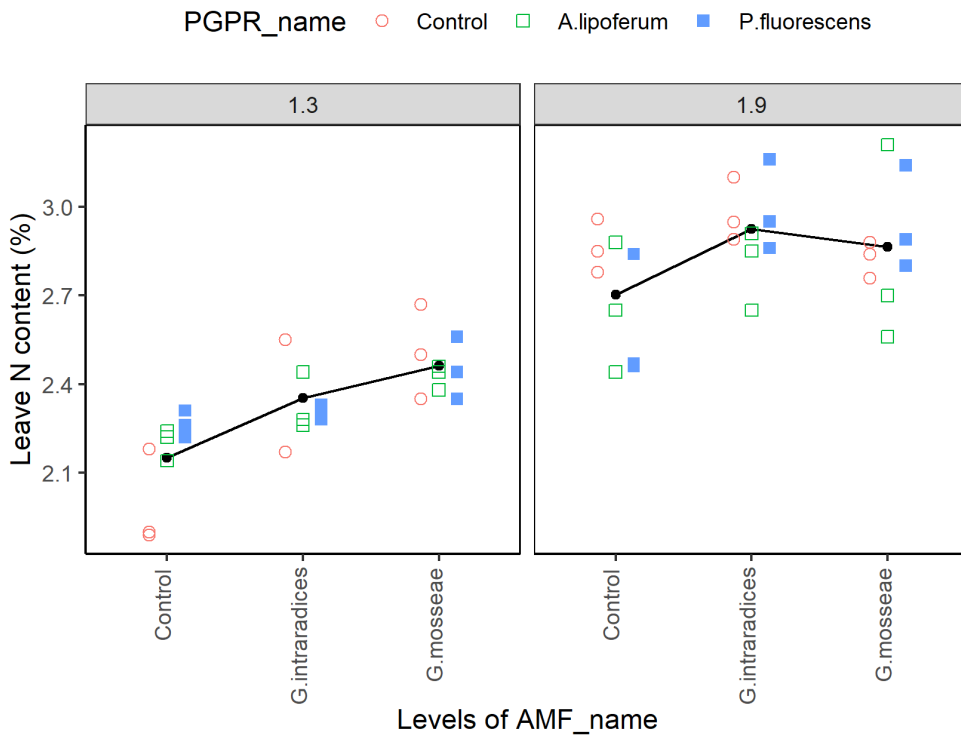 PGPR_name Control A.lipoferum P.fluorescens
1.3 1.9
Leave N content (%)
3.0
2.7
2.4
2.1
Control G.intraradices G.mosseae Control G.intraradices G.mosseae
Levels of AMF_name